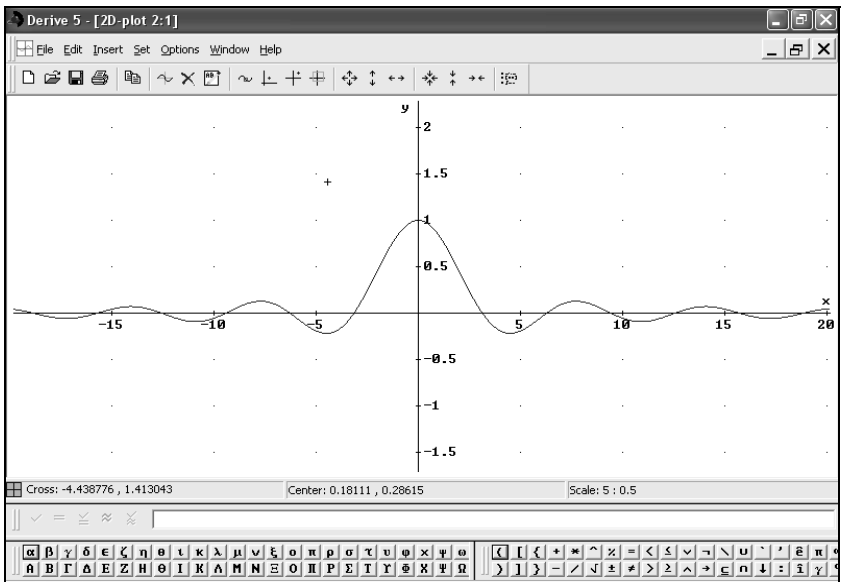 Derive 5 - [2D-plot 2:1]
File Edit Insert Set Options Window Help
y
2
1.5
1
0.5
x
-15 -10 -5 5 10 15 20
-0.5
-1
-1.5
Cross: -4.438776 , 1.413043 Center: 0.18111 , 0.28615 Scale: 5 : 0.5
α β γ δ ε ζ η θ ι κ λ μ ν ξ ο π ρ σ τ υ φ χ ψ ω ( [ { + * ^ % = < ≤ ∨ ¬ \ ∪ ` ' ê π
Α Β Γ Δ Ε Ζ Η Θ Ι Κ Λ Μ Ν Ξ Ο Π Ρ Σ Τ Υ Φ Χ Ψ Ω ) ] } - / √ ± ≠ > ≥ ∧ → ⊆ ∩ ↓ : î γ